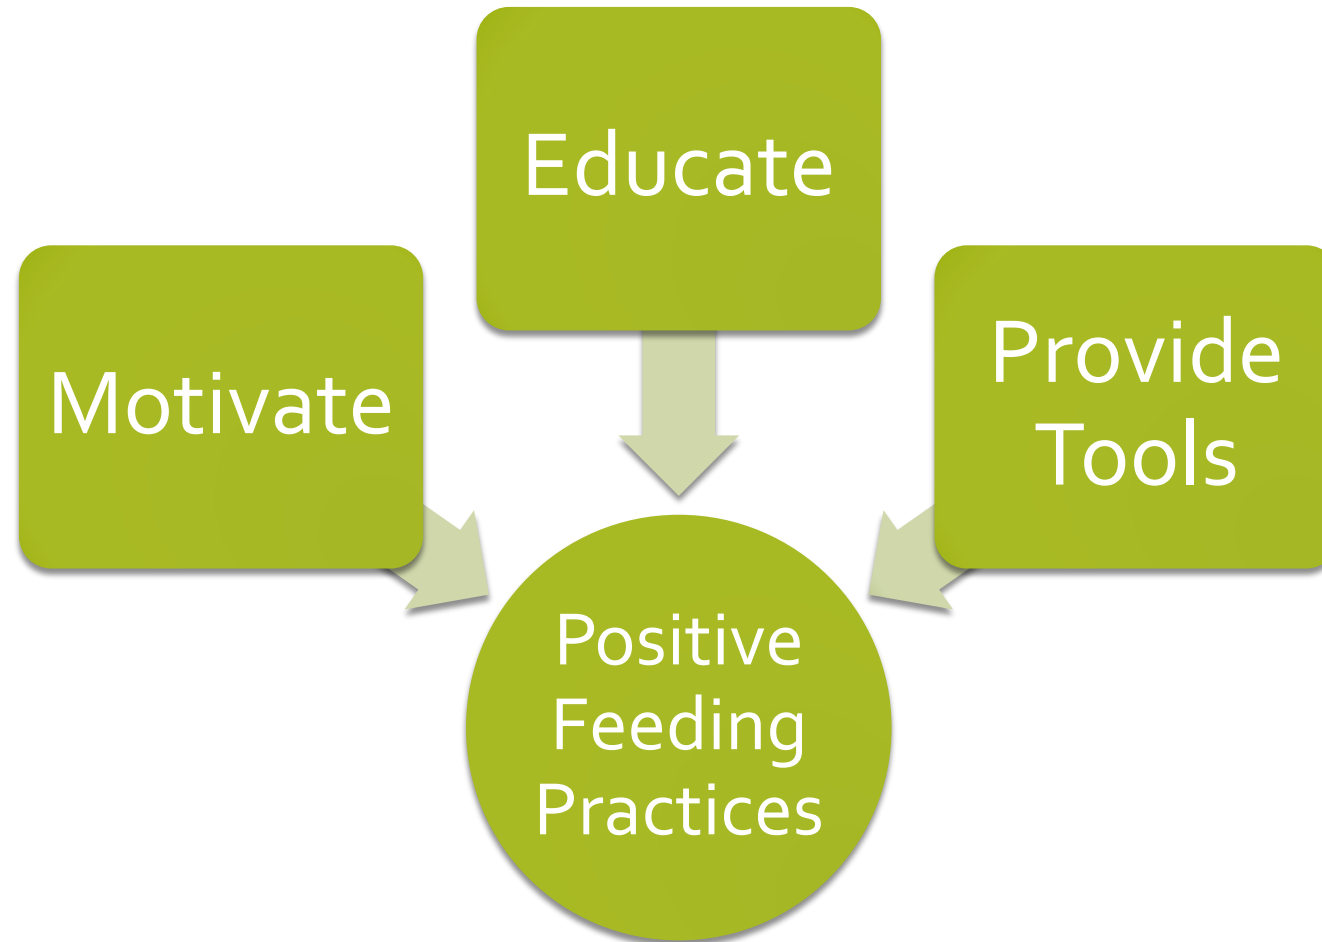 Educate
Motivate
Provide
Tools
Positive
Feeding
Practices